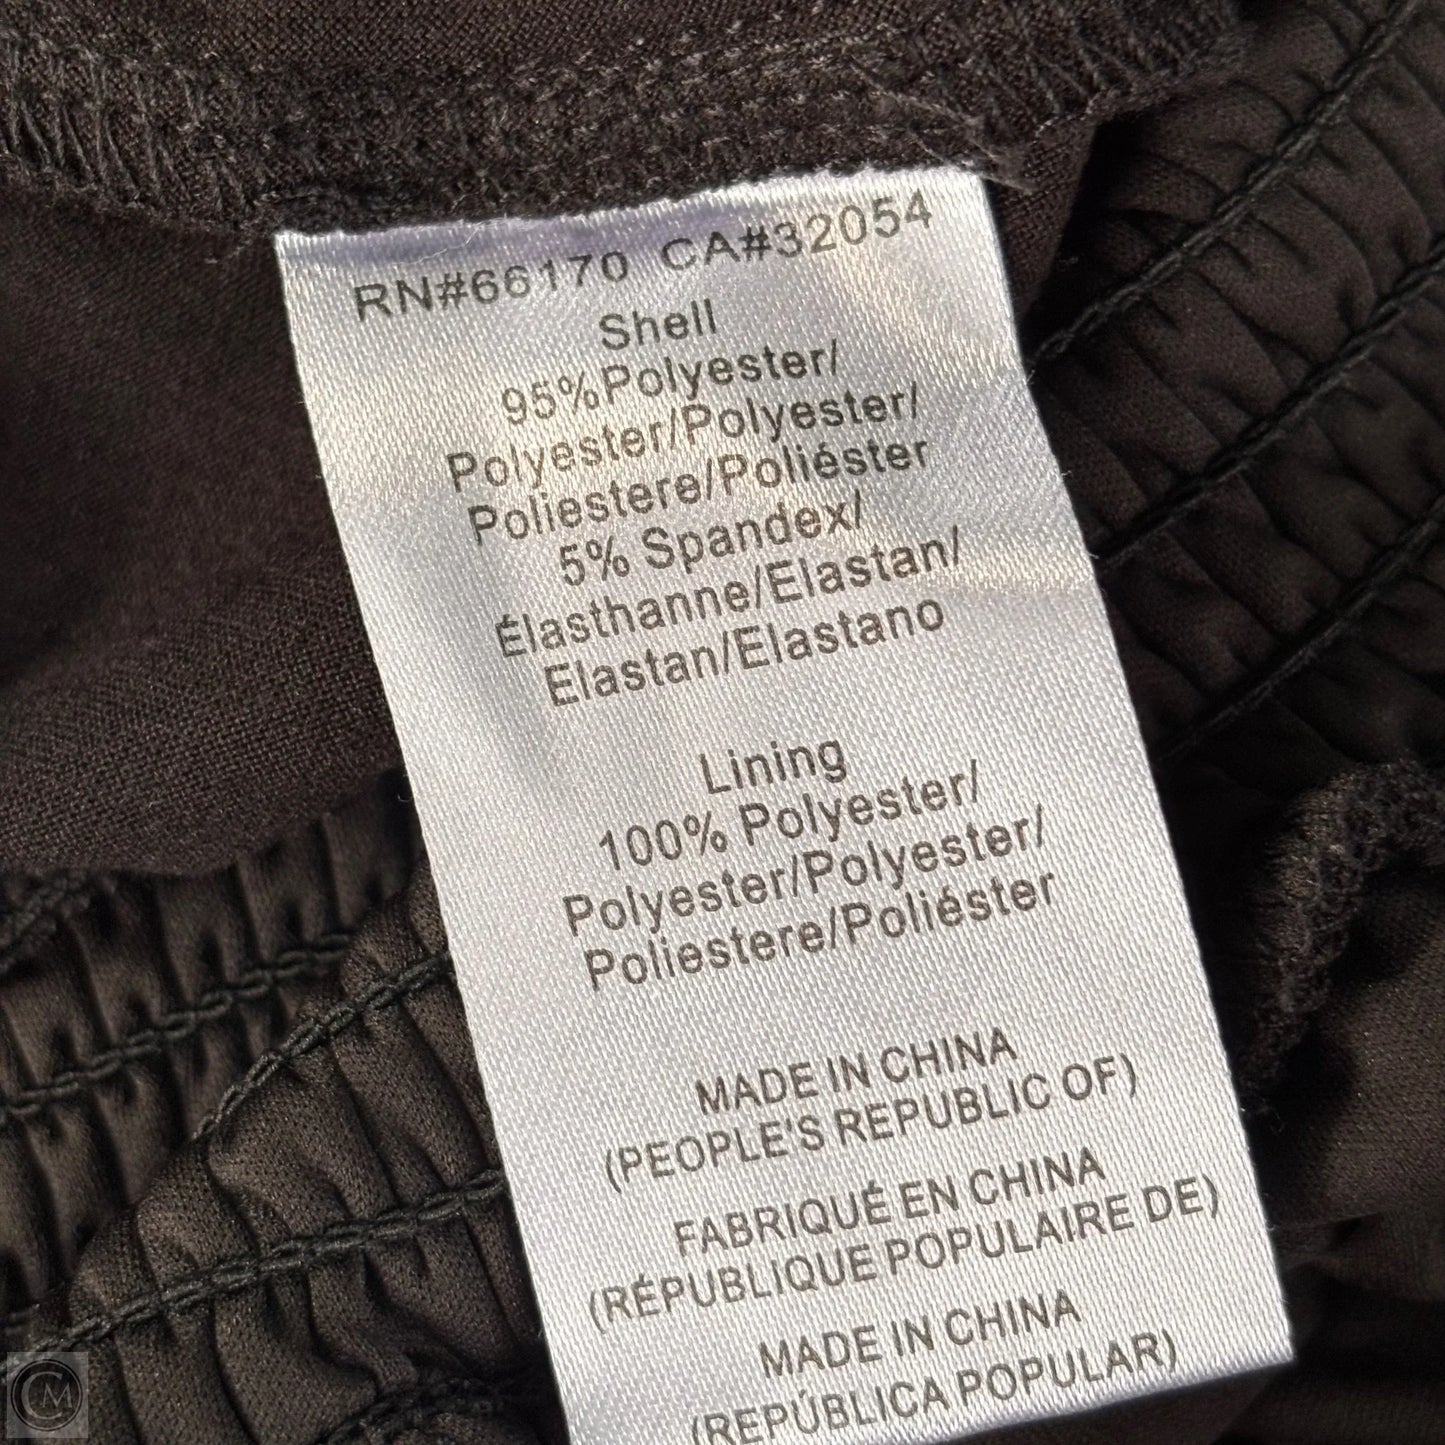 RN#66170 CA#32054
Shell
95%Polyester/
Polyester/Polyester/
Poliestere/Poliéster
5% Spandex/
Élasthanne/Elastan/
Elastan/Elastano
Lining
100% Polyester/
Polyester/Polyester/
Poliestere/Poliéster
MADE IN CHINA
(PEOPLE'S REPUBLIC OF)
FABRIQUÉ EN CHINA
(RÉPUBLIQUE POPULAIRE DE)
MADE IN CHINA
(REPÚBLICA POPULAR)
CM